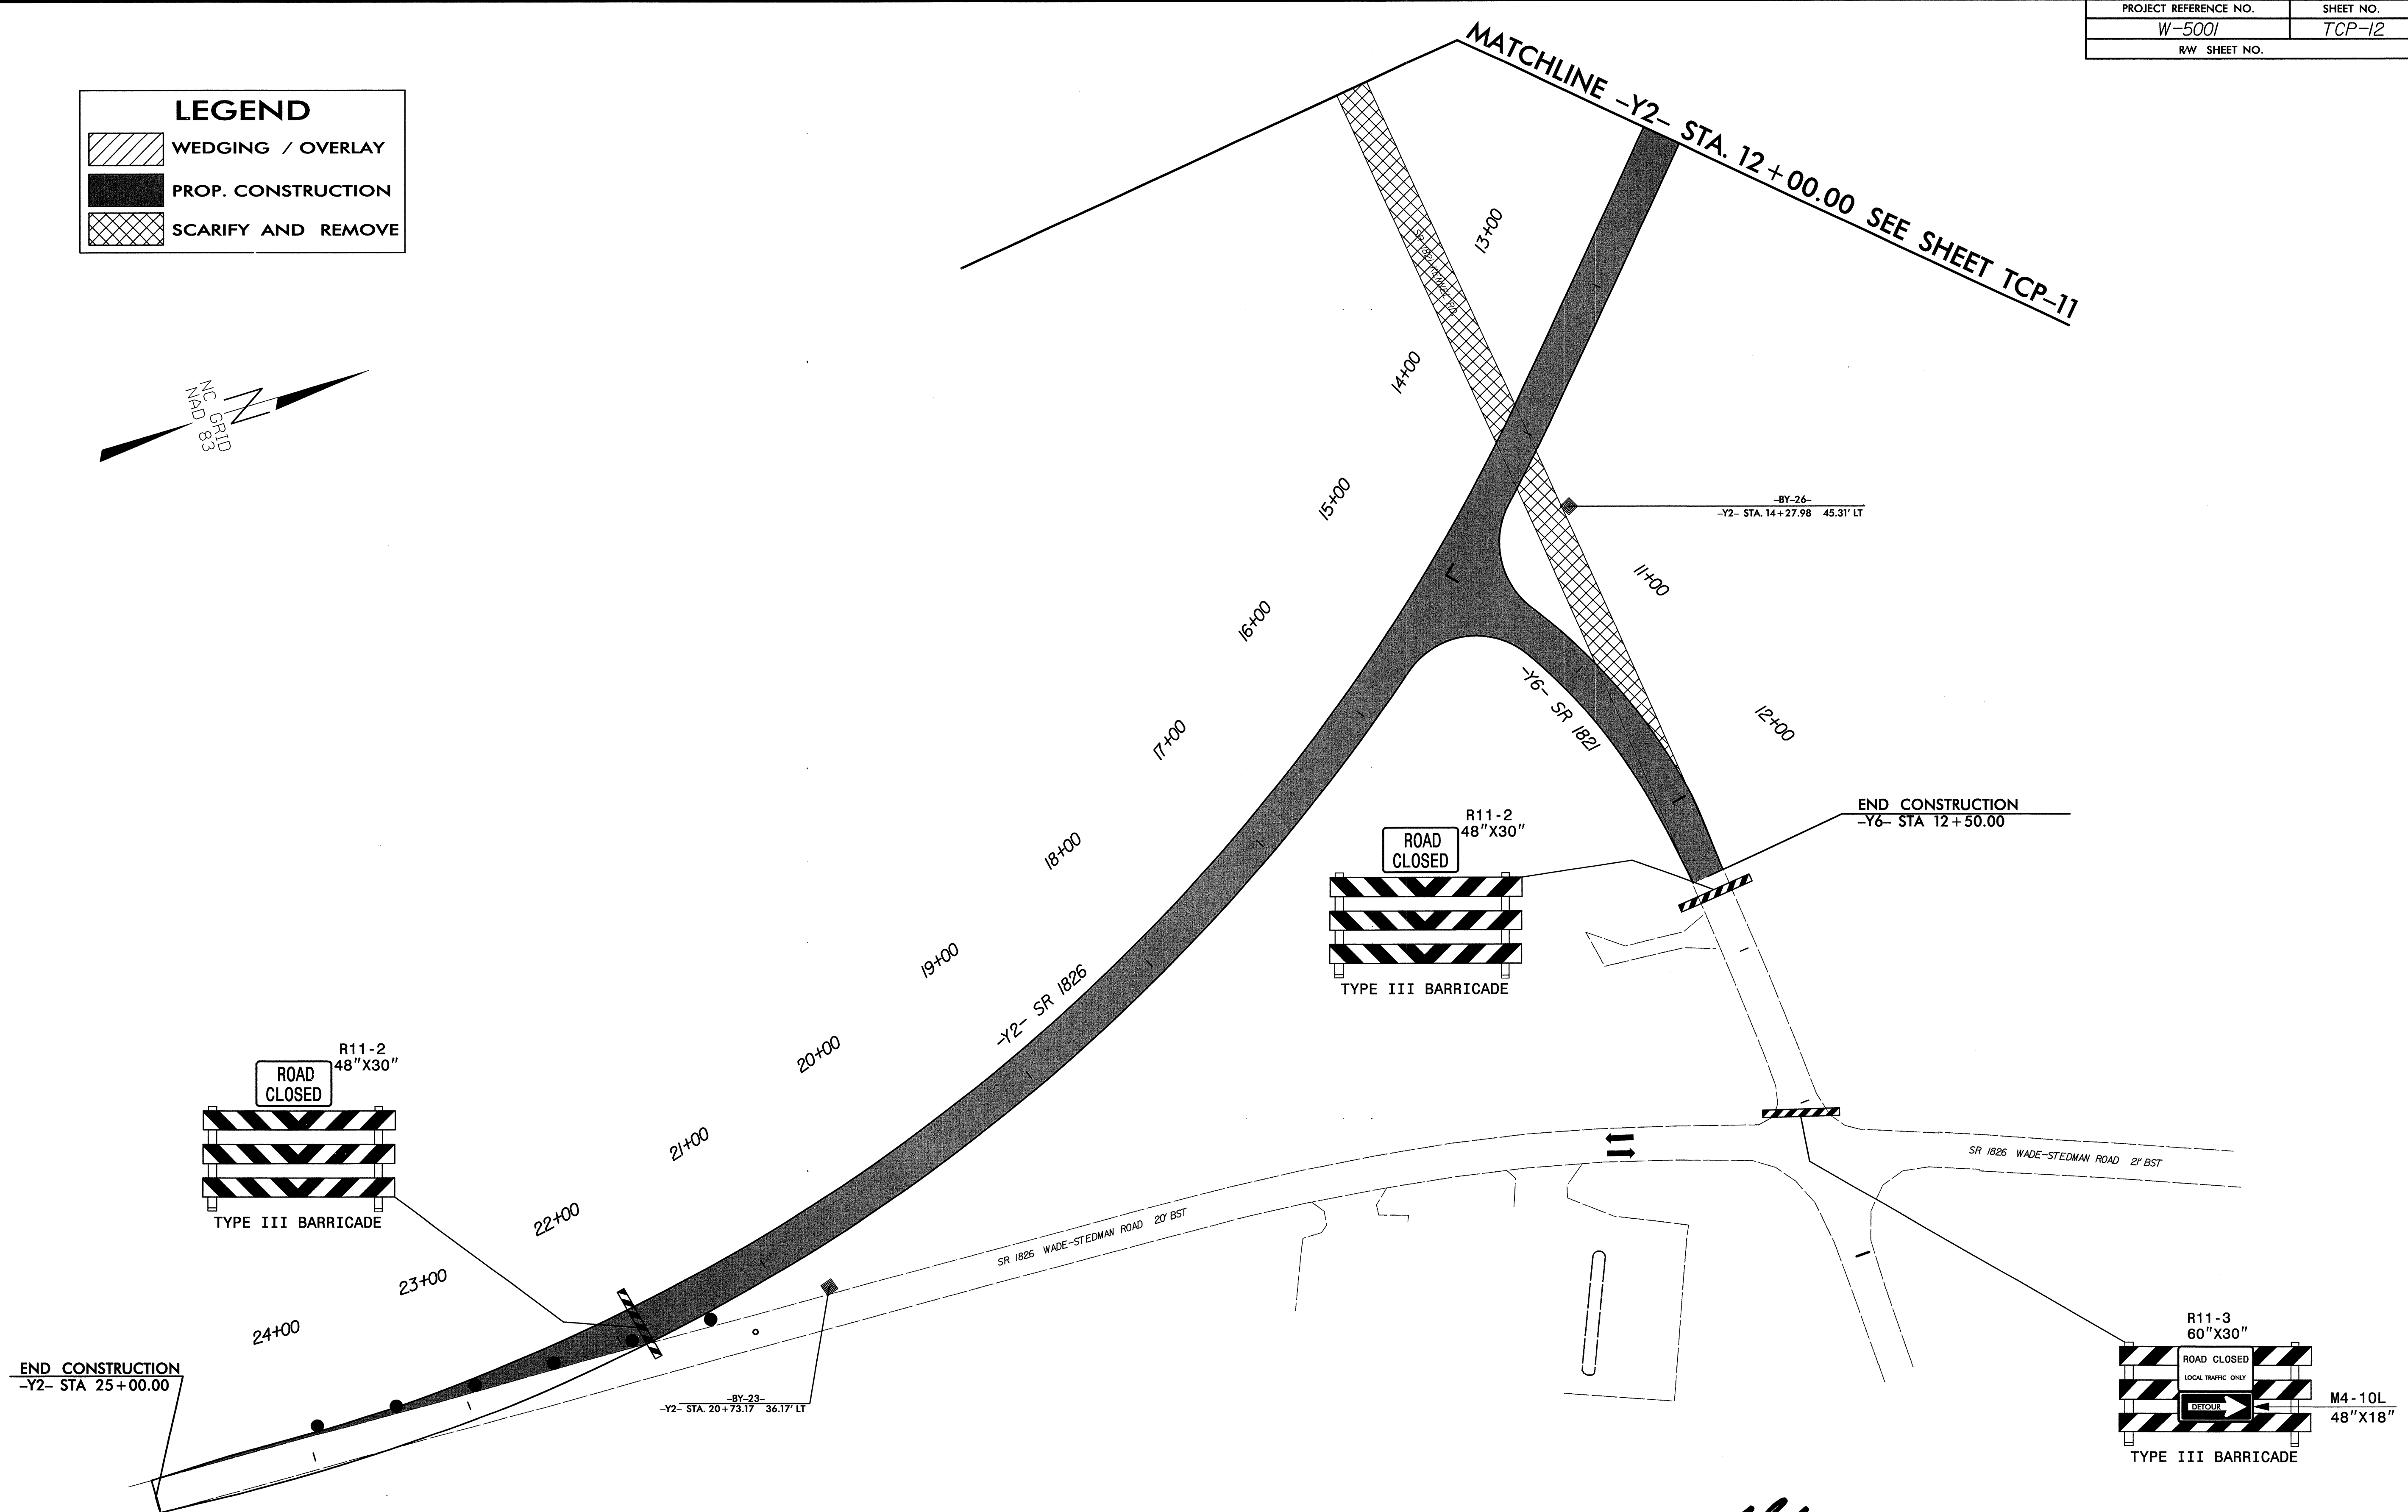 PROJECT REFERENCE NO.
SHEET NO.
W-5001
TCP-12
R/W SHEET NO.
MATCHLINE -Y2- STA. 12+00.00 SEE SHEET TCP-11
LEGEND
WEDGING / OVERLAY
PROP. CONSTRUCTION
SCARIFY AND REMOVE
NC GRID
NAD 83
N
SR 1821 KENNEL RD.
13+00
14+00
15+00
16+00
17+00
18+00
19+00
20+00
21+00
22+00
23+00
24+00
-BY-26-
-Y2- STA. 14+27.98 45.31' LT
11+00
12+00
-Y6- SR 1821
END CONSTRUCTION
-Y6- STA 12+50.00
R11-2
48"X30"
ROAD
CLOSED
TYPE III BARRICADE
-Y2- SR 1826
R11-2
48"X30"
ROAD
CLOSED
TYPE III BARRICADE
SR 1826 WADE-STEDMAN ROAD 21' BST
SR 1826 WADE-STEDMAN ROAD 20' BST
END CONSTRUCTION
-Y2- STA 25+00.00
-BY-23-
-Y2- STA. 20+73.17 36.17' LT
R11-3
60"X30"
ROAD CLOSED
LOCAL TRAFFIC ONLY
DETOUR
M4-10L
48"X18"
TYPE III BARRICADE